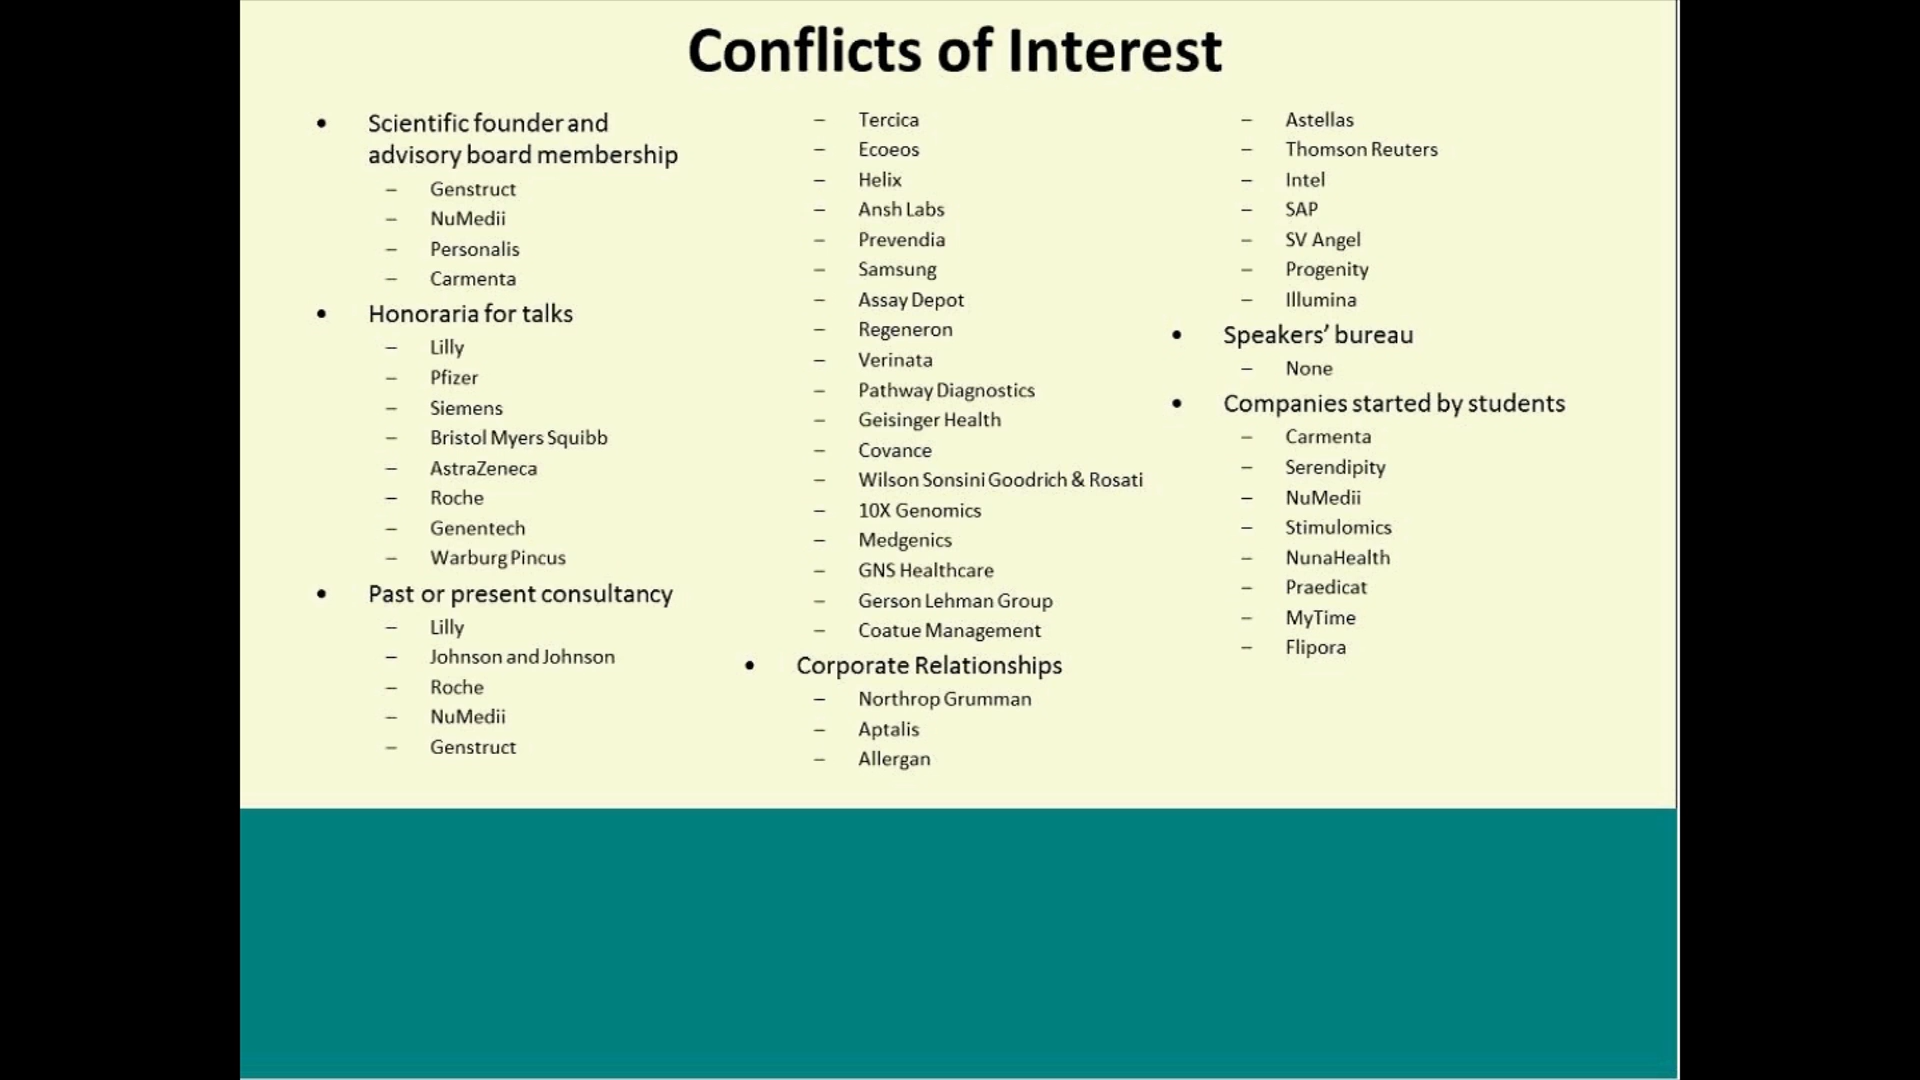 Conflicts of Interest
• Scientific founder and
advisory board membership
– Genstruct
– NuMedii
– Personalis
– Carmenta
• Honoraria for talks
– Lilly
– Pfizer
– Siemens
– Bristol Myers Squibb
– AstraZeneca
– Roche
– Genentech
– Warburg Pincus
• Past or present consultancy
– Lilly
– Johnson and Johnson
– Roche
– NuMedii
– Genstruct
– Tercica
– Ecoeos
– Helix
– Ansh Labs
– Prevendia
– Samsung
– Assay Depot
– Regeneron
– Verinata
– Pathway Diagnostics
– Geisinger Health
– Covance
– Wilson Sonsini Goodrich & Rosati
– 10X Genomics
– Medgenics
– GNS Healthcare
– Gerson Lehman Group
– Coatue Management
• Corporate Relationships
– Northrop Grumman
– Aptalis
– Allergan
– Astellas
– Thomson Reuters
– Intel
– SAP
– SV Angel
– Progenity
– Illumina
• Speakers’ bureau
– None
• Companies started by students
– Carmenta
– Serendipity
– NuMedii
– Stimulomics
– NunaHealth
– Praedicat
– MyTime
– Flipora